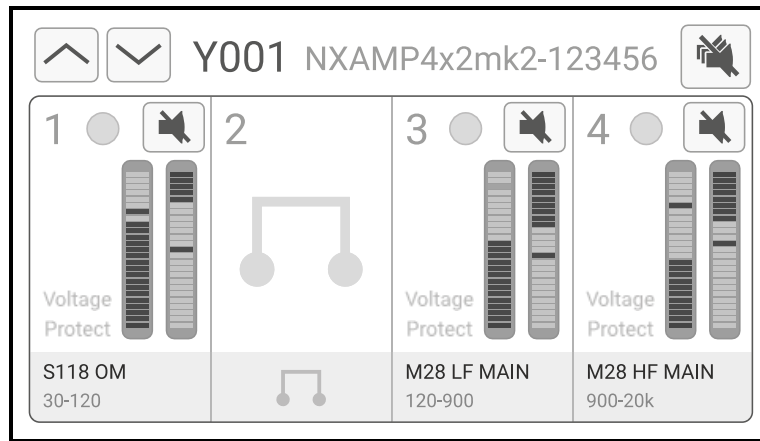 Y001 NXAMP4x2mk2-123456
1 2 3 4
Voltage Voltage Voltage
Protect Protect Protect
S118 OM M28 LF MAIN M28 HF MAIN
30-120 120-900 900-20k